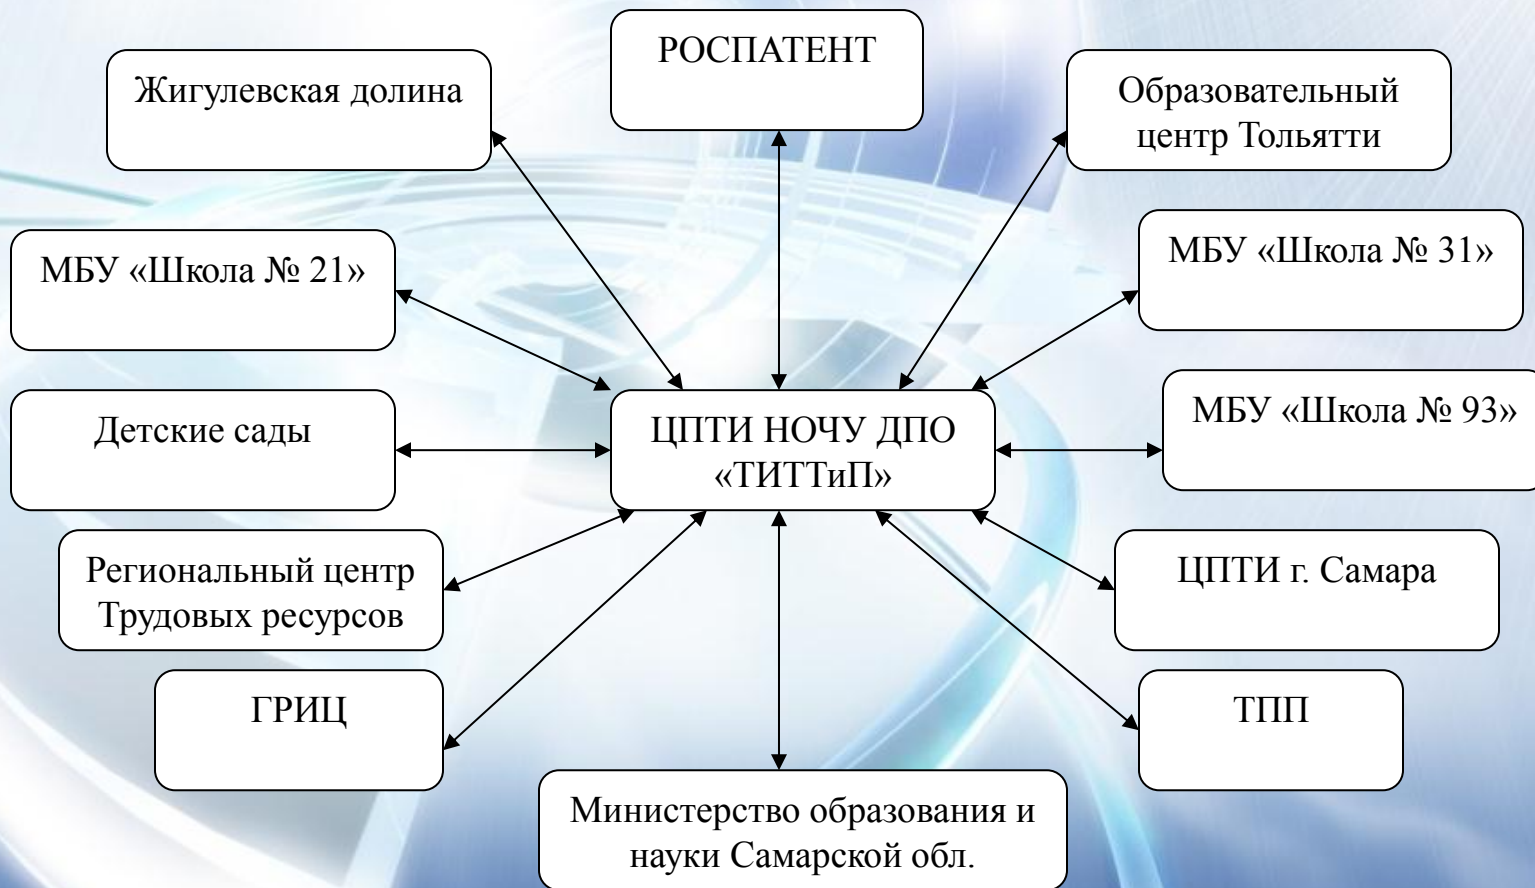 РОСПАТЕНТ
Жигулевская долина
Образовательный
центр Тольятти
МБУ «Школа № 21»
МБУ «Школа № 31»
Детские сады
ЦПТИ НОЧУ ДПО
«ТИТТиП»
МБУ «Школа № 93»
Региональный центр
Трудовых ресурсов
ЦПТИ г. Самара
ГРИЦ
ТПП
Министерство образования и
науки Самарской обл.